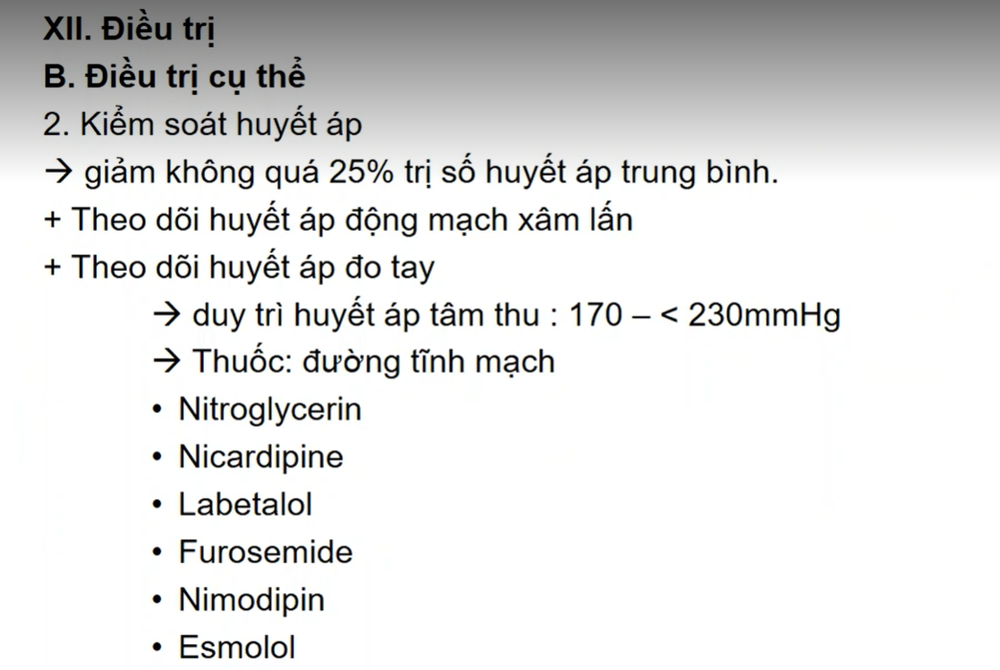 XII. Điều trị
B. Điều trị cụ thể
2. Kiểm soát huyết áp
→ giảm không quá 25% trị số huyết áp trung bình.
+ Theo dõi huyết áp động mạch xâm lấn
+ Theo dõi huyết áp đo tay
→ duy trì huyết áp tâm thu : 170 – < 230mmHg
→ Thuốc: đường tĩnh mạch
• Nitroglycerin
• Nicardipine
• Labetalol
• Furosemide
• Nimodipin
• Esmolol